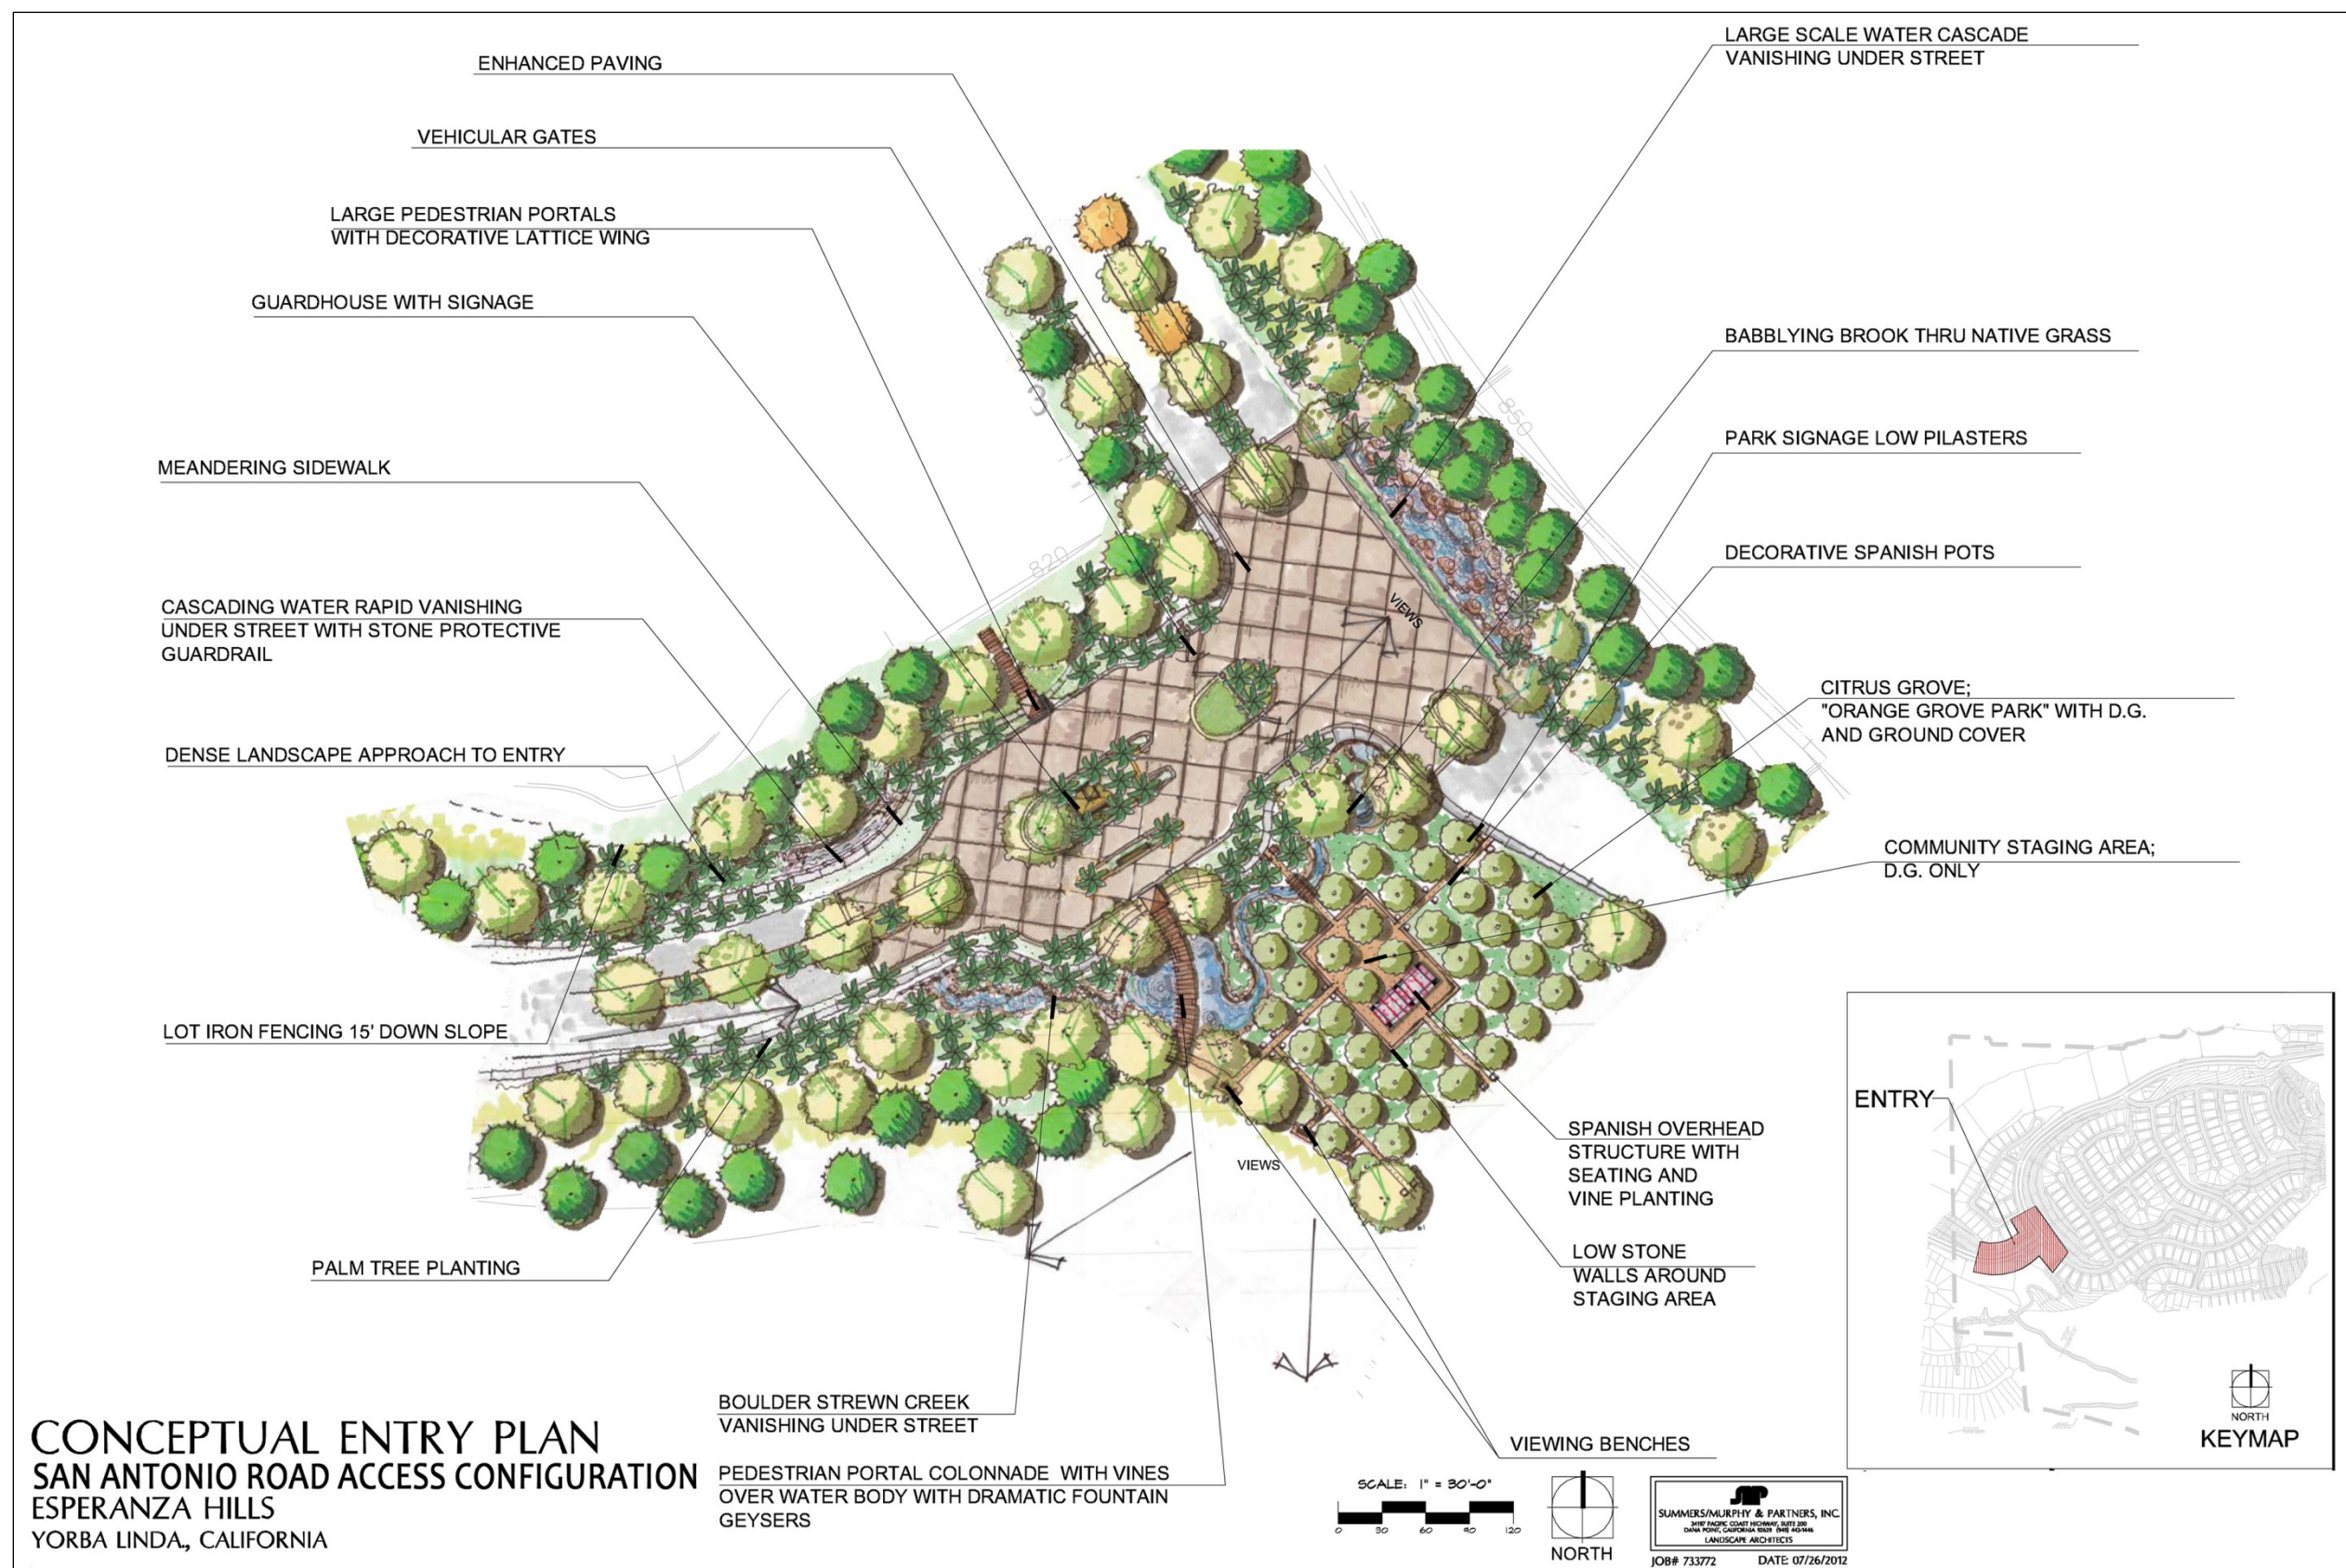 ENHANCED PAVING
VEHICULAR GATES
LARGE PEDESTRIAN PORTALS
WITH DECORATIVE LATTICE WING
GUARDHOUSE WITH SIGNAGE
MEANDERING SIDEWALK
CASCADING WATER RAPID VANISHING
UNDER STREET WITH STONE PROTECTIVE
GUARDRAIL
DENSE LANDSCAPE APPROACH TO ENTRY
LOT IRON FENCING 15' DOWN SLOPE
PALM TREE PLANTING
LARGE SCALE WATER CASCADE
VANISHING UNDER STREET
BABBLYING BROOK THRU NATIVE GRASS
PARK SIGNAGE LOW PILASTERS
DECORATIVE SPANISH POTS
CITRUS GROVE;
"ORANGE GROVE PARK" WITH D.G.
AND GROUND COVER
COMMUNITY STAGING AREA;
D.G. ONLY
SPANISH OVERHEAD
STRUCTURE WITH
SEATING AND
VINE PLANTING
LOW STONE
WALLS AROUND
STAGING AREA
VIEWING BENCHES
BOULDER STREWN CREEK
VANISHING UNDER STREET
PEDESTRIAN PORTAL COLONNADE WITH VINES
OVER WATER BODY WITH DRAMATIC FOUNTAIN
GEYSERS
3
820
850
VIEWS
VIEWS
ENTRY
NORTH
KEYMAP
CONCEPTUAL ENTRY PLAN
SAN ANTONIO ROAD ACCESS CONFIGURATION
ESPERANZA HILLS
YORBA LINDA,, CALIFORNIA
SCALE: 1" = 30'-0"
0 30 60 90 120
NORTH
SUMMERS/MURPHY & PARTNERS, INC.
34197 PACIFIC COAST HIGHWAY, SUITE 200
LANDSCAPE ARCHITECTS
JOB# 733772 DATE: 07/26/2012